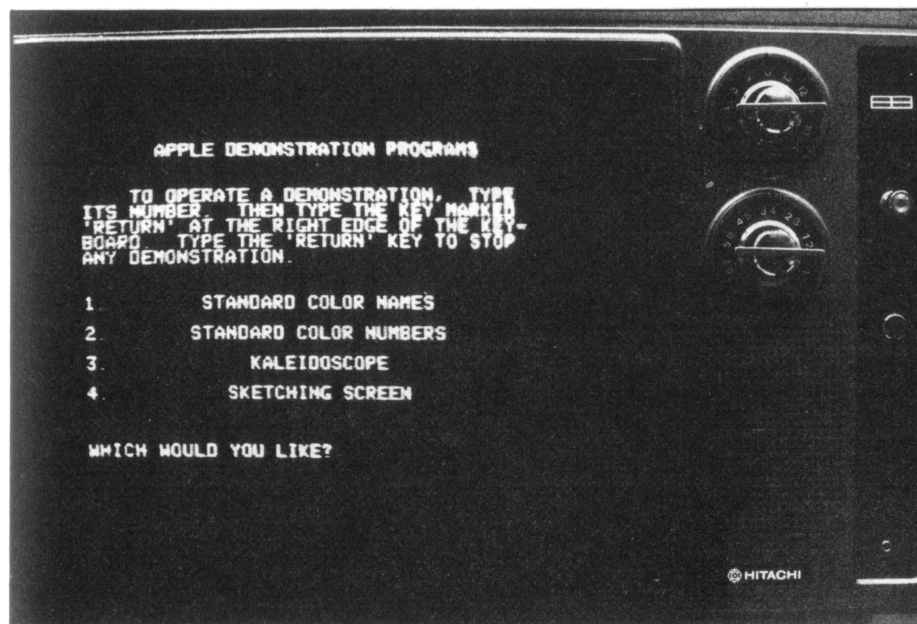 APPLE DEMONSTRATION PROGRAMS
TO OPERATE A DEMONSTRATION, TYPE
ITS NUMBER. THEN TYPE THE KEY MARKED
'RETURN' AT THE RIGHT EDGE OF THE KEY-
BOARD. TYPE THE 'RETURN' KEY TO STOP
ANY DEMONSTRATION.
1. STANDARD COLOR NAMES
2. STANDARD COLOR NUMBERS
3. KALEIDOSCOPE
4. SKETCHING SCREEN
WHICH WOULD YOU LIKE?
HITACHI